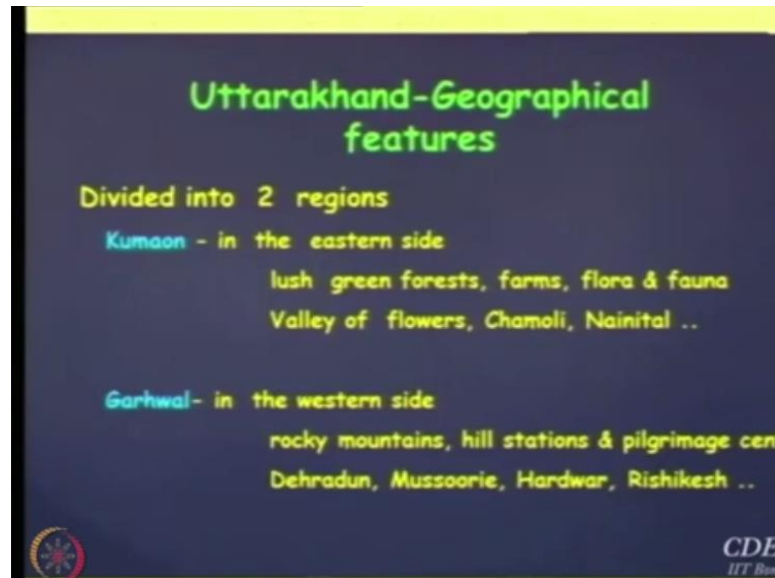 Uttarakhand-Geographical
features
Divided into 2 regions
Kumaon - in the eastern side
lush green forests, farms, flora & fauna
Valley of flowers, Chamoli, Nainital ..
Garhwal- in the western side
rocky mountains, hill stations & pilgrimage cen
Dehradun, Mussoorie, Hardwar, Rishikesh ..
CDE
IIT Bom